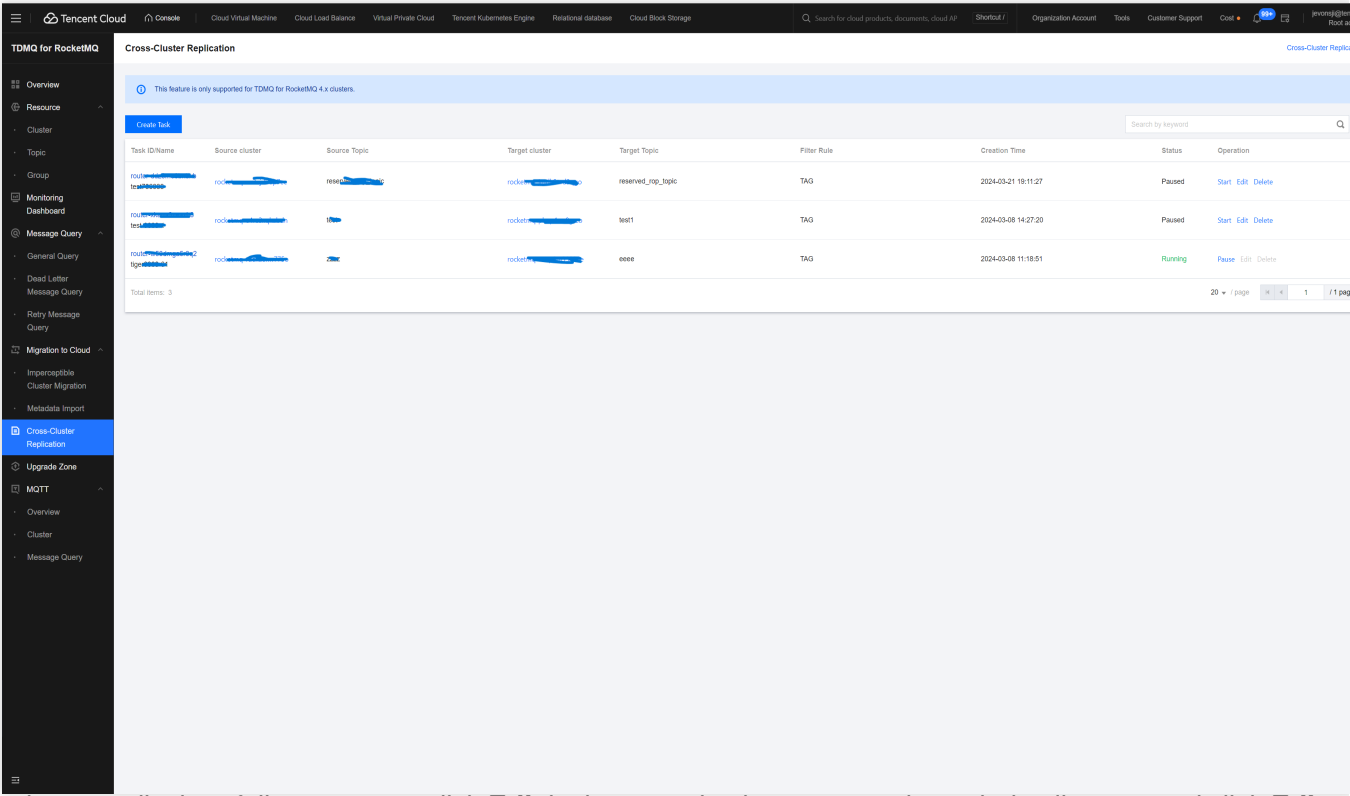 Tencent Cloud Console Cloud Virtual Machine Cloud Load Balance Virtual Private Cloud Tencent Kubernetes Engine Relational database Cloud Block Storage Search for cloud products, documents, cloud AP Shortcut / Organization Account Tools Customer Support Cost 99+
Root
TDMQ for RocketMQ
Overview
Resource
Cluster
Topic
Group
Monitoring
Dashboard
Message Query
General Query
Dead Letter
Message Query
Retry Message
Query
Migration to Cloud
Imperceptible
Cluster Migration
Metadata Import
Cross-Cluster
Replication
Upgrade Zone
MQTT
Overview
Cluster
Message Query
Cross-Cluster Replication
Cross-Cluster Replica
This feature is only supported for TDMQ for RocketMQ 4.x clusters.
Create Task
Search by keyword
Task ID/Name Source cluster Source Topic Target cluster Target Topic Filter Rule Creation Time Status Operation
reserved_rop_topic TAG 2024-03-21 19:11:27 Paused Start Edit Delete
test1 TAG 2024-03-08 14:27:20 Paused Start Edit Delete
eeee TAG 2024-03-08 11:18:51 Running Pause Edit Delete
Total items: 3
20 / page 1 / 1 pag